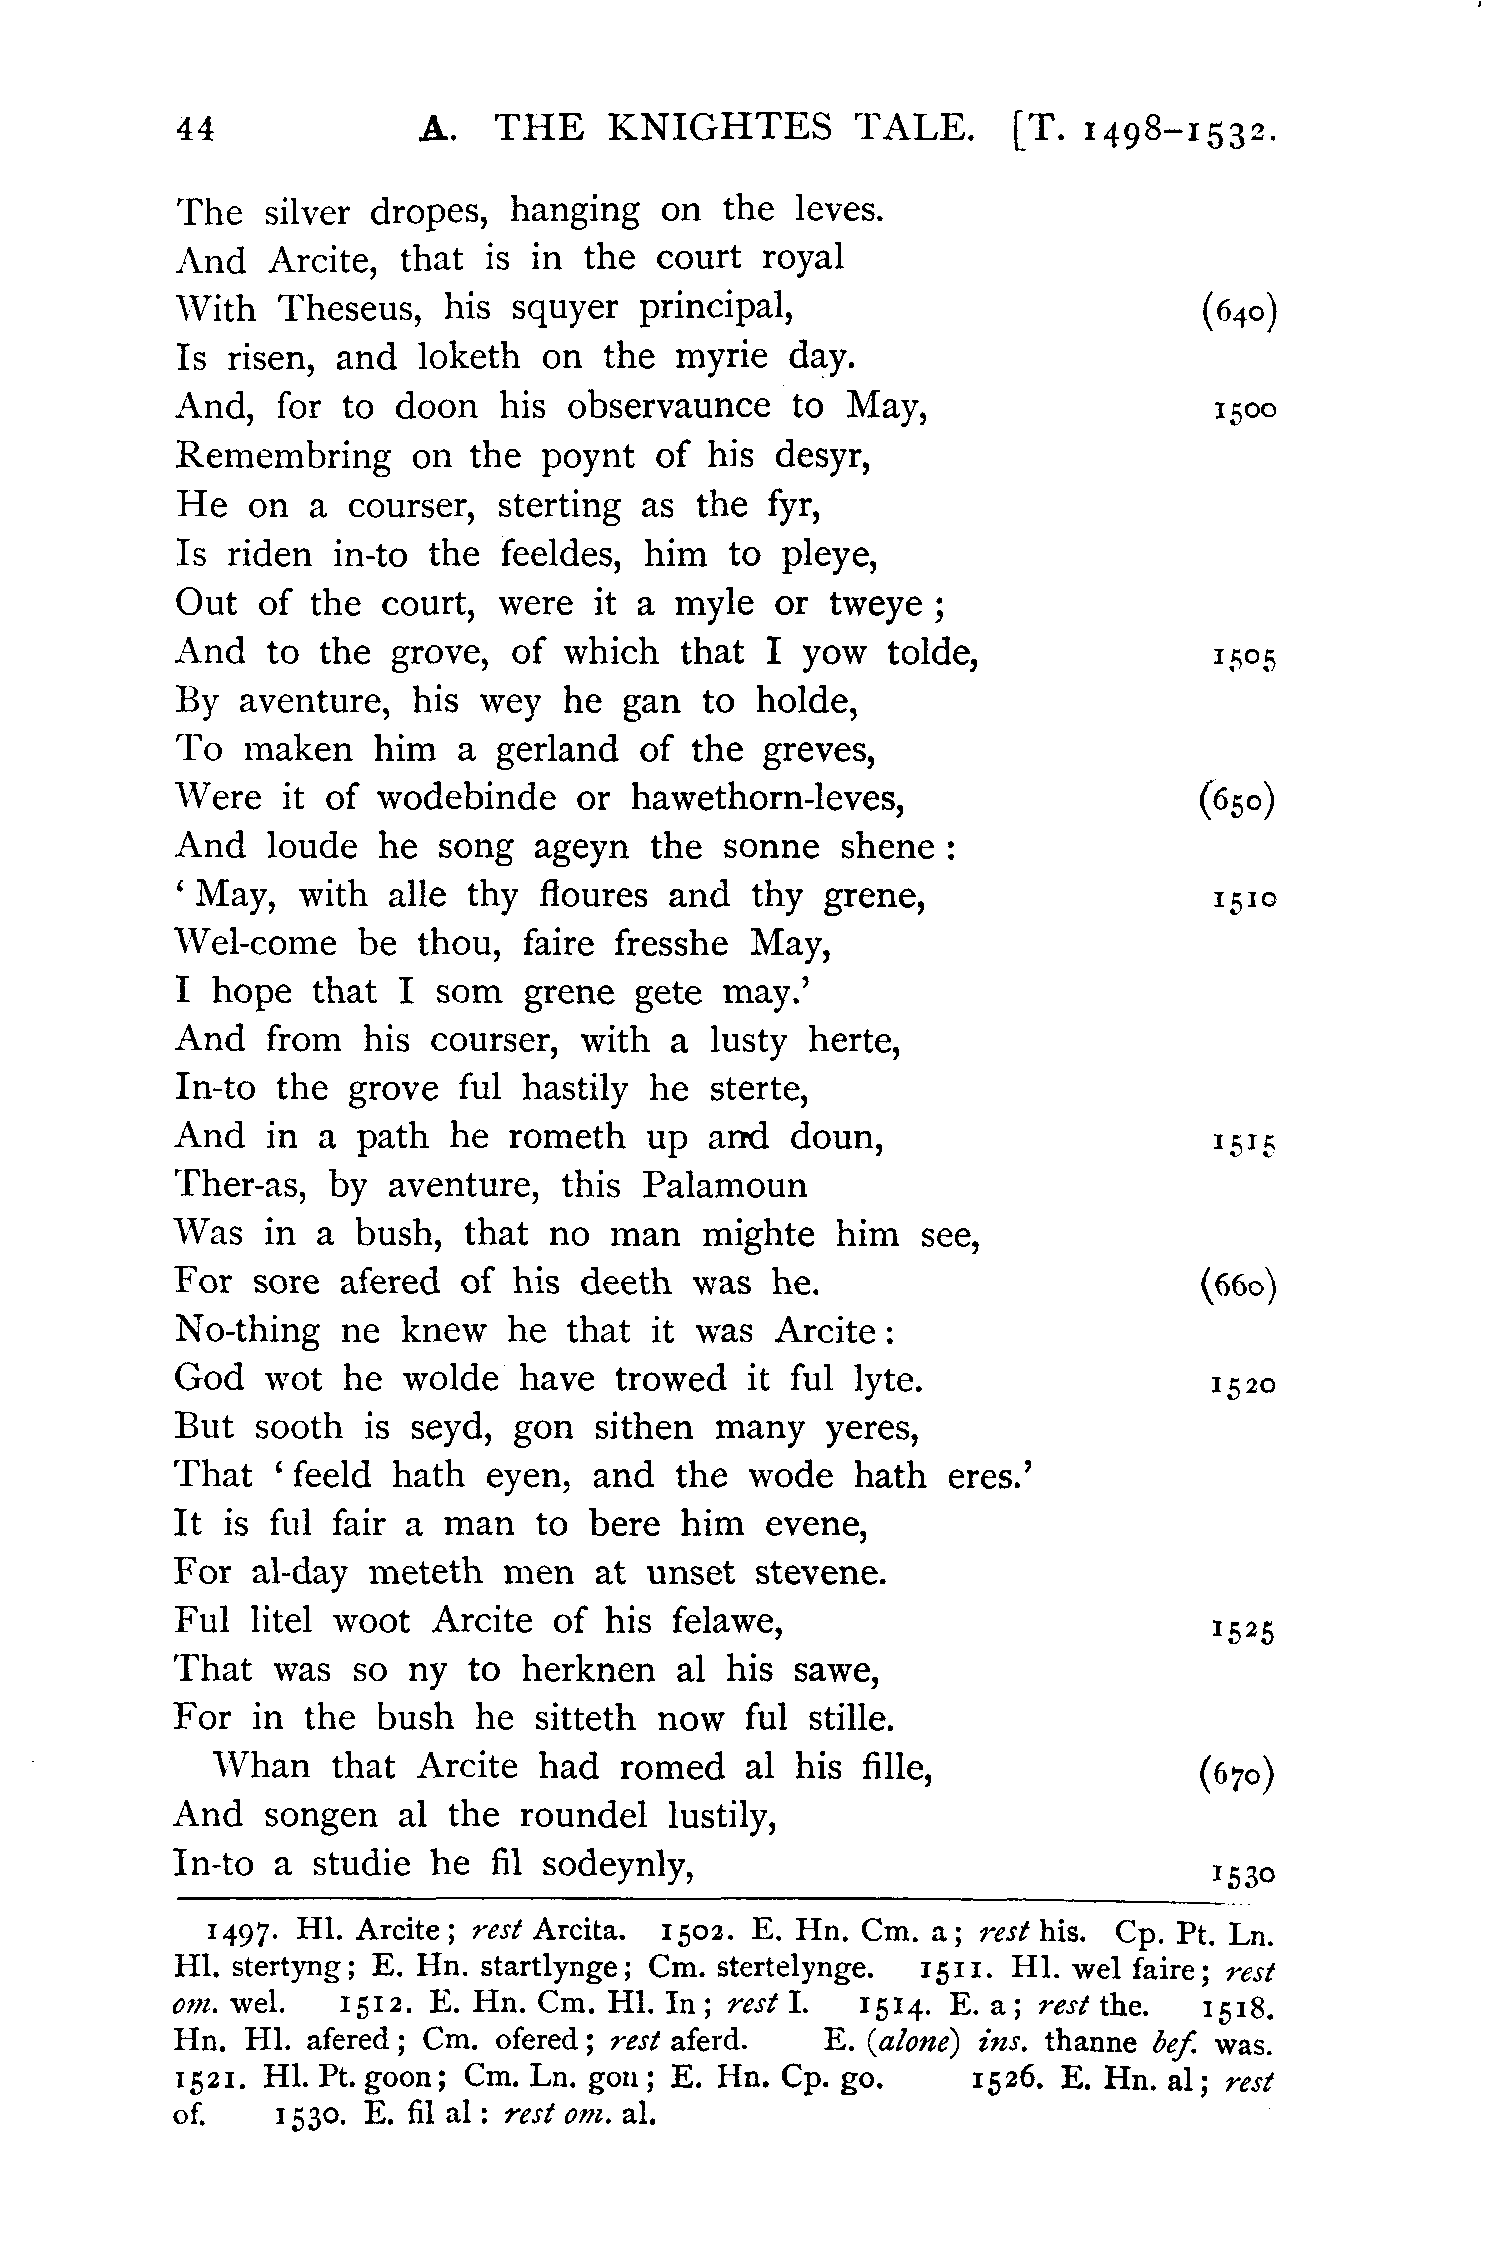 44 A. THE KNIGHTES TALE. [T. 1498–1532.
The silver dropes, hanging on the leves.
And Arcite, that is in the court royal
With Theseus, his squyer principal, (640)
Is risen, and loketh on the myrie day.
And, for to doon his observaunce to May, 1500
Remembring on the poynt of his desyr,
He on a courser, sterting as the fyr,
Is riden in-to the feeldes, him to pleye,
Out of the court, were it a myle or tweye ;
And to the grove, of which that I yow tolde, 1505
By aventure, his wey he gan to holde,
To maken him a gerland of the greves,
Were it of wodebinde or hawethorn-leves, (650)
And loude he song ageyn the sonne shene :
‘ May, with alle thy floures and thy grene, 1510
Wel-come be thou, faire fresshe May,
I hope that I som grene gete may.’
And from his courser, with a lusty herte,
In-to the grove ful hastily he sterte,
And in a path he rometh up and doun, 1515
Ther-as, by aventure, this Palamoun
Was in a bush, that no man mighte him see,
For sore afered of his deeth was he. (660)
No-thing ne knew he that it was Arcite :
God wot he wolde have trowed it ful lyte. 1520
But sooth is seyd, gon sithen many yeres,
That ‘ feeld hath eyen, and the wode hath eres.’
It is ful fair a man to bere him evene,
For al-day meteth men at unset stevene.
Ful litel woot Arcite of his felawe, 1525
That was so ny to herknen al his sawe,
For in the bush he sitteth now ful stille.
Whan that Arcite had romed al his fille, (670)
And songen al the roundel lustily,
In-to a studie he fil sodeynly, 1530
1497. Hl. Arcite ; rest Arcita. 1502. E. Hn. Cm. a ; rest his. Cp. Pt. Ln.
Hl. stertyng ; E. Hn. startlynge ; Cm. stertelynge. 1511. Hl. wel faire ; rest
om. wel. 1512. E. Hn. Cm. Hl. In ; rest I. 1514. E. a ; rest the. 1518.
Hn. Hl. afered ; Cm. ofered ; rest aferd. E. (alone) ins. thanne bef. was.
1521. Hl. Pt. goon ; Cm. Ln. gon ; E. Hn. Cp. go. 1526. E. Hn. al ; rest
of. 1530. E. fil al : rest om. al.